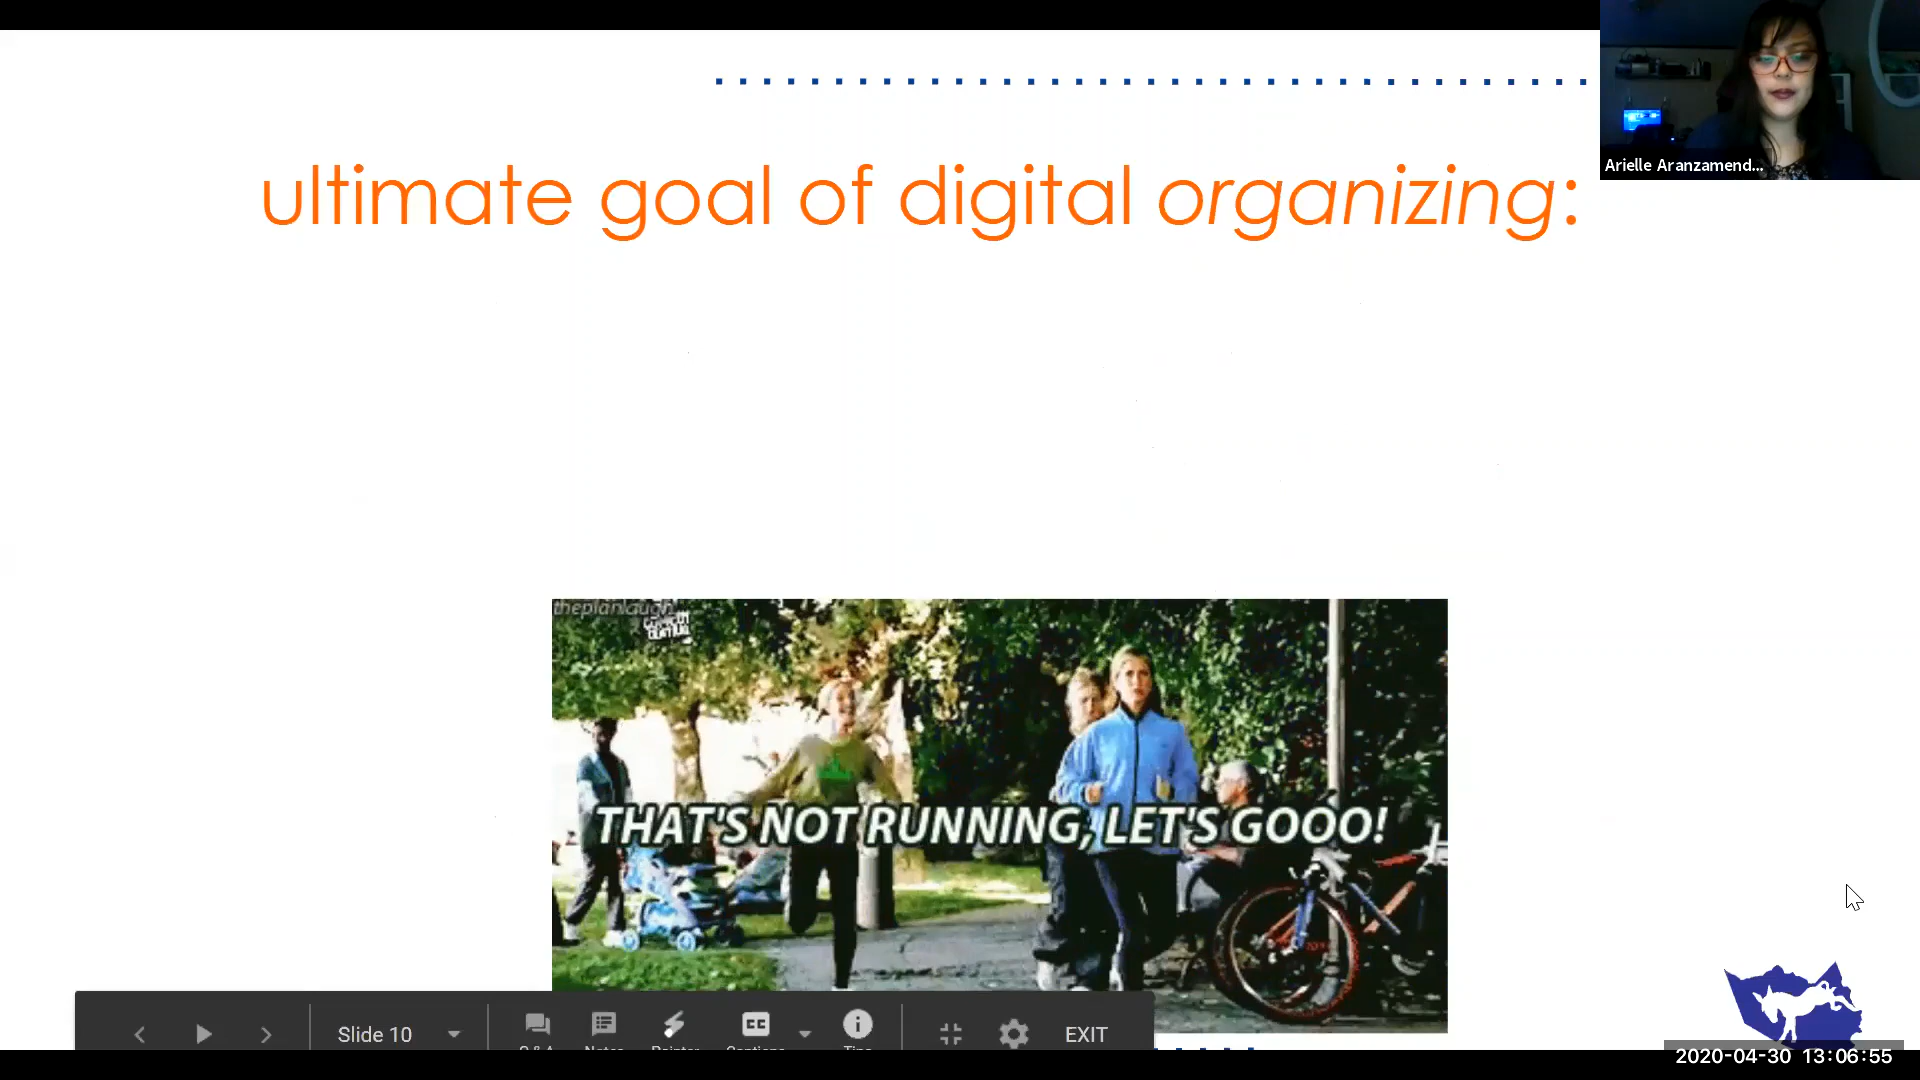 ultimate goal of digital organizing:
Arielle Aranzamend...
theplanlaugh
THAT'S NOT RUNNING, LET'S GOOO!
Slide 10
EXIT
2020-04-30 13:06:55